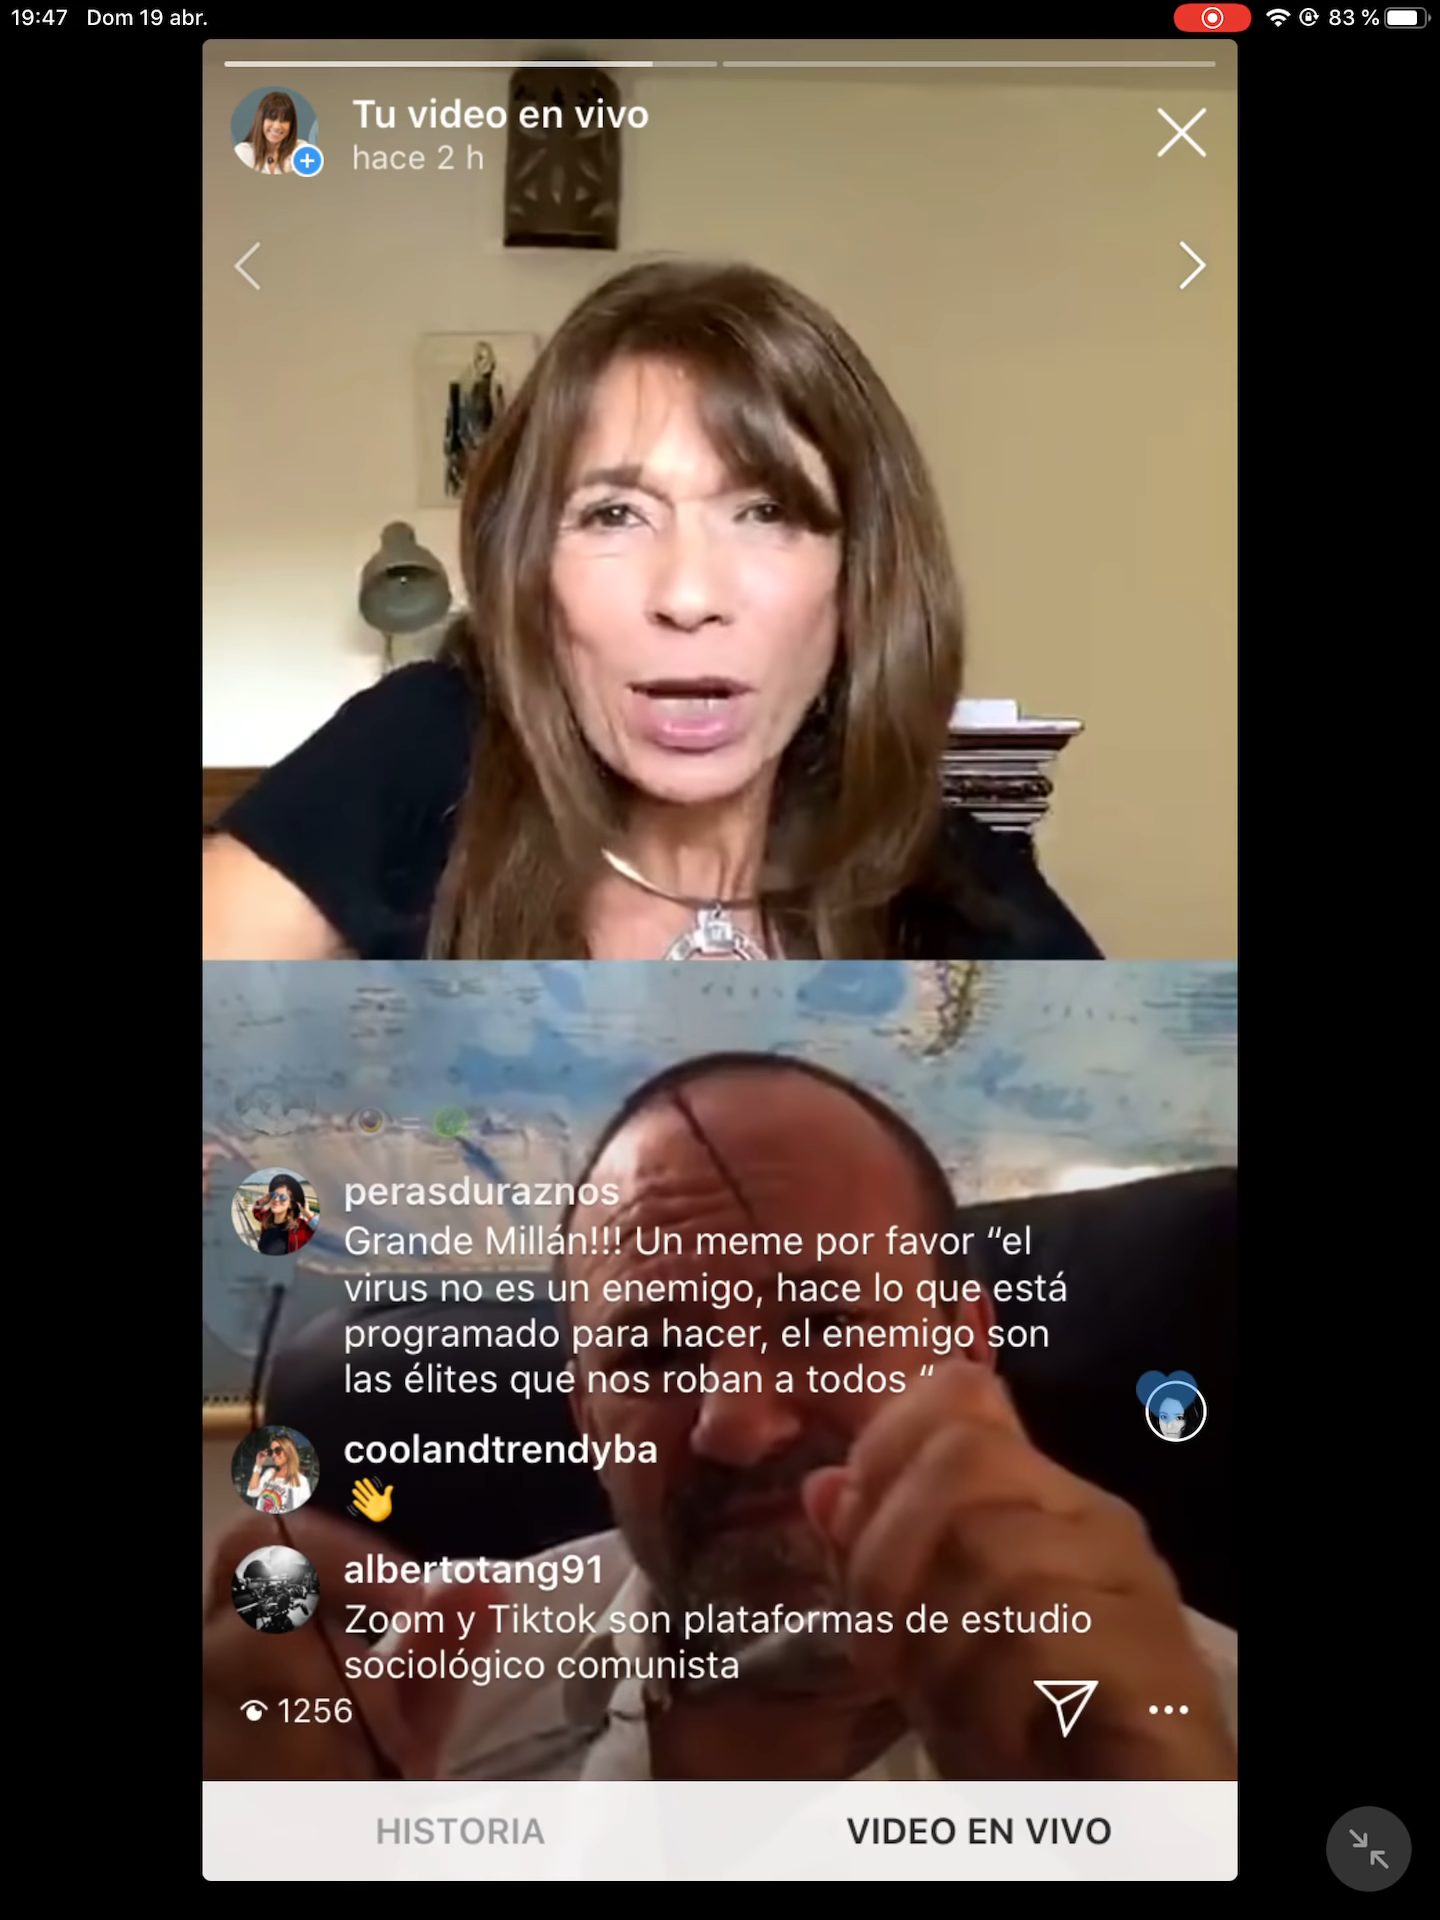 19:47 Dom 19 abr.
83 %
Tu video en vivo
hace 2 h
perasduraznos
Grande Millán!!! Un meme por favor “el
virus no es un enemigo, hace lo que está
programado para hacer, el enemigo son
las élites que nos roban a todos “
coolandtrendyba
👋
albertotang91
Zoom y Tiktok son plataformas de estudio
sociológico comunista
1256
HISTORIA
VIDEO EN VIVO